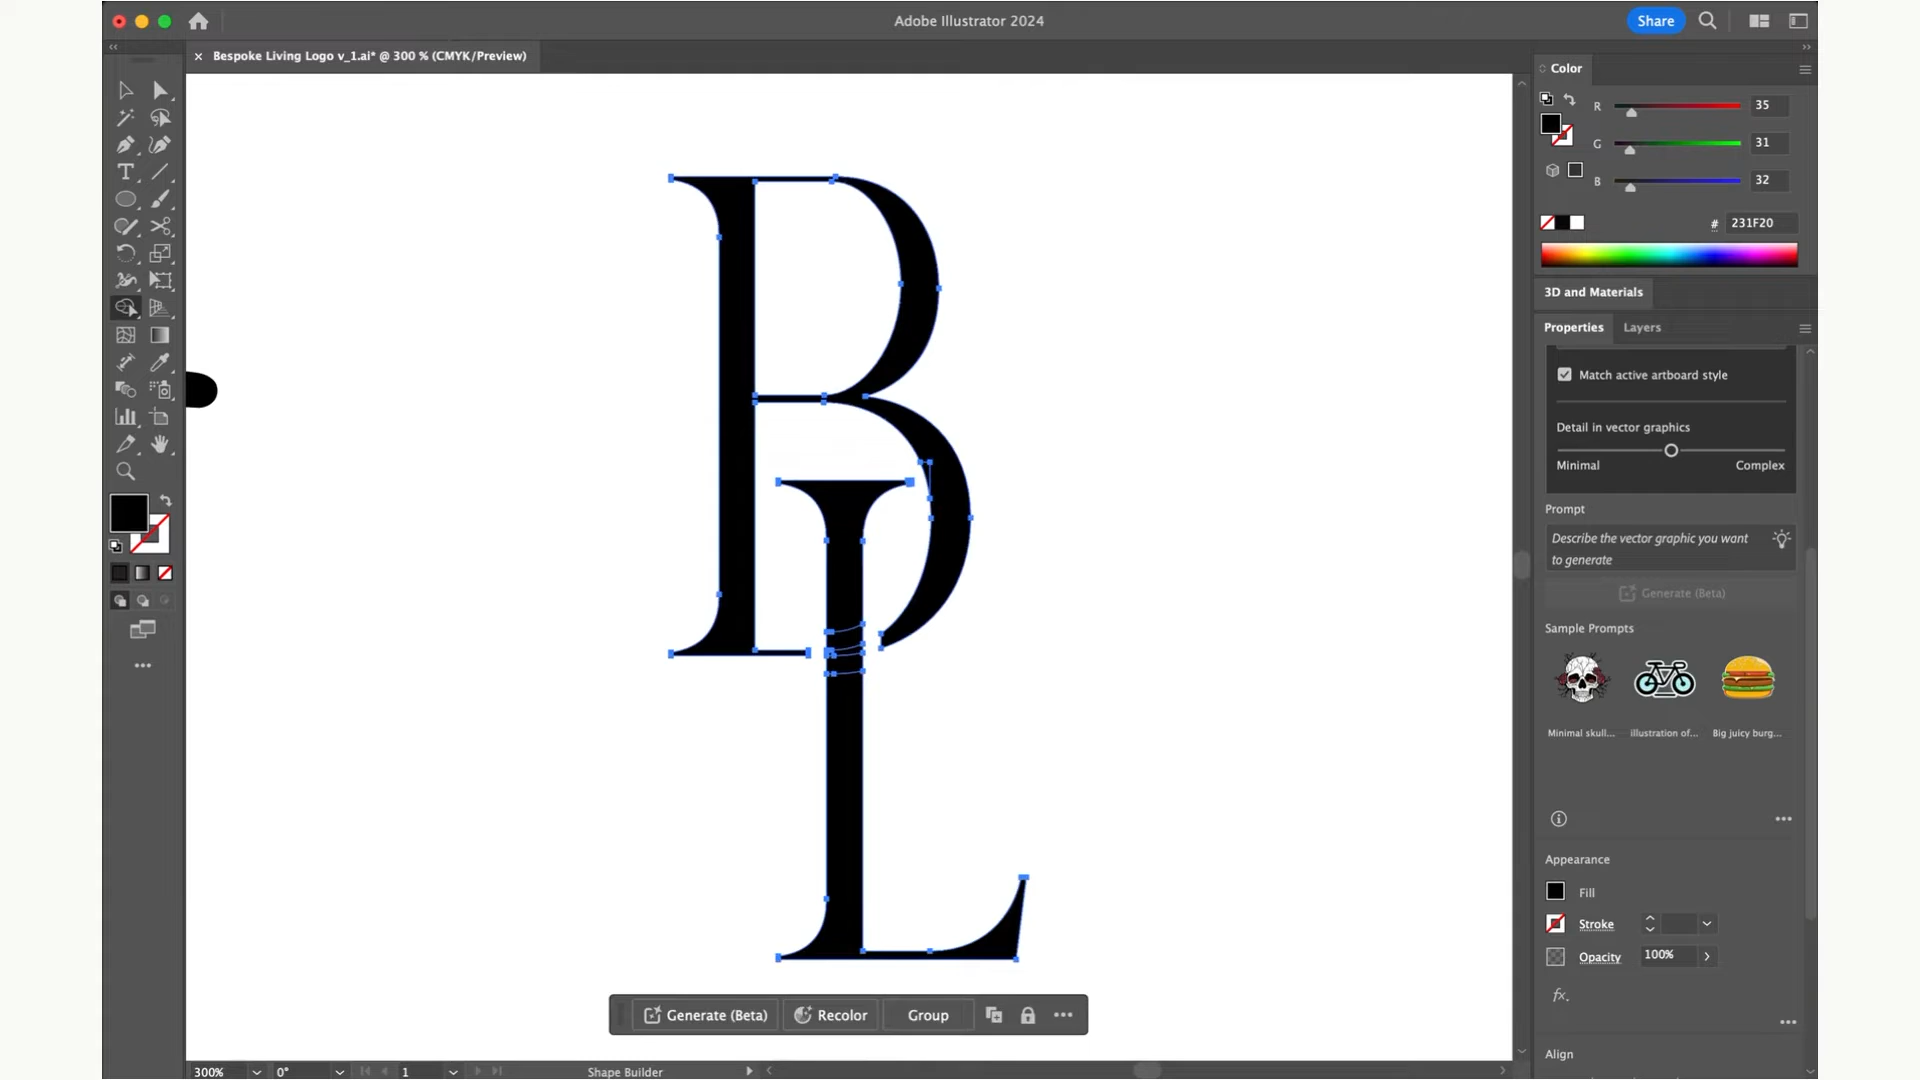 Adobe Illustrator 2024
Share
Bespoke Living Logo v_1.ai* @ 300 % (CMYK/Preview)
Color
R 35
G 31
B 32
# 231F20
3D and Materials
Properties Layers
Match active artboard style
Detail in vector graphics
Minimal Complex
Prompt
Describe the vector graphic you want
to generate
Generate (Beta)
Sample Prompts
Minimal skull... illustration of... Big juicy burg...
Appearance
Fill
Stroke
Opacity 100%
fx.
Align
B
L
Generate (Beta) Recolor Group
300% 0° 1 Shape Builder